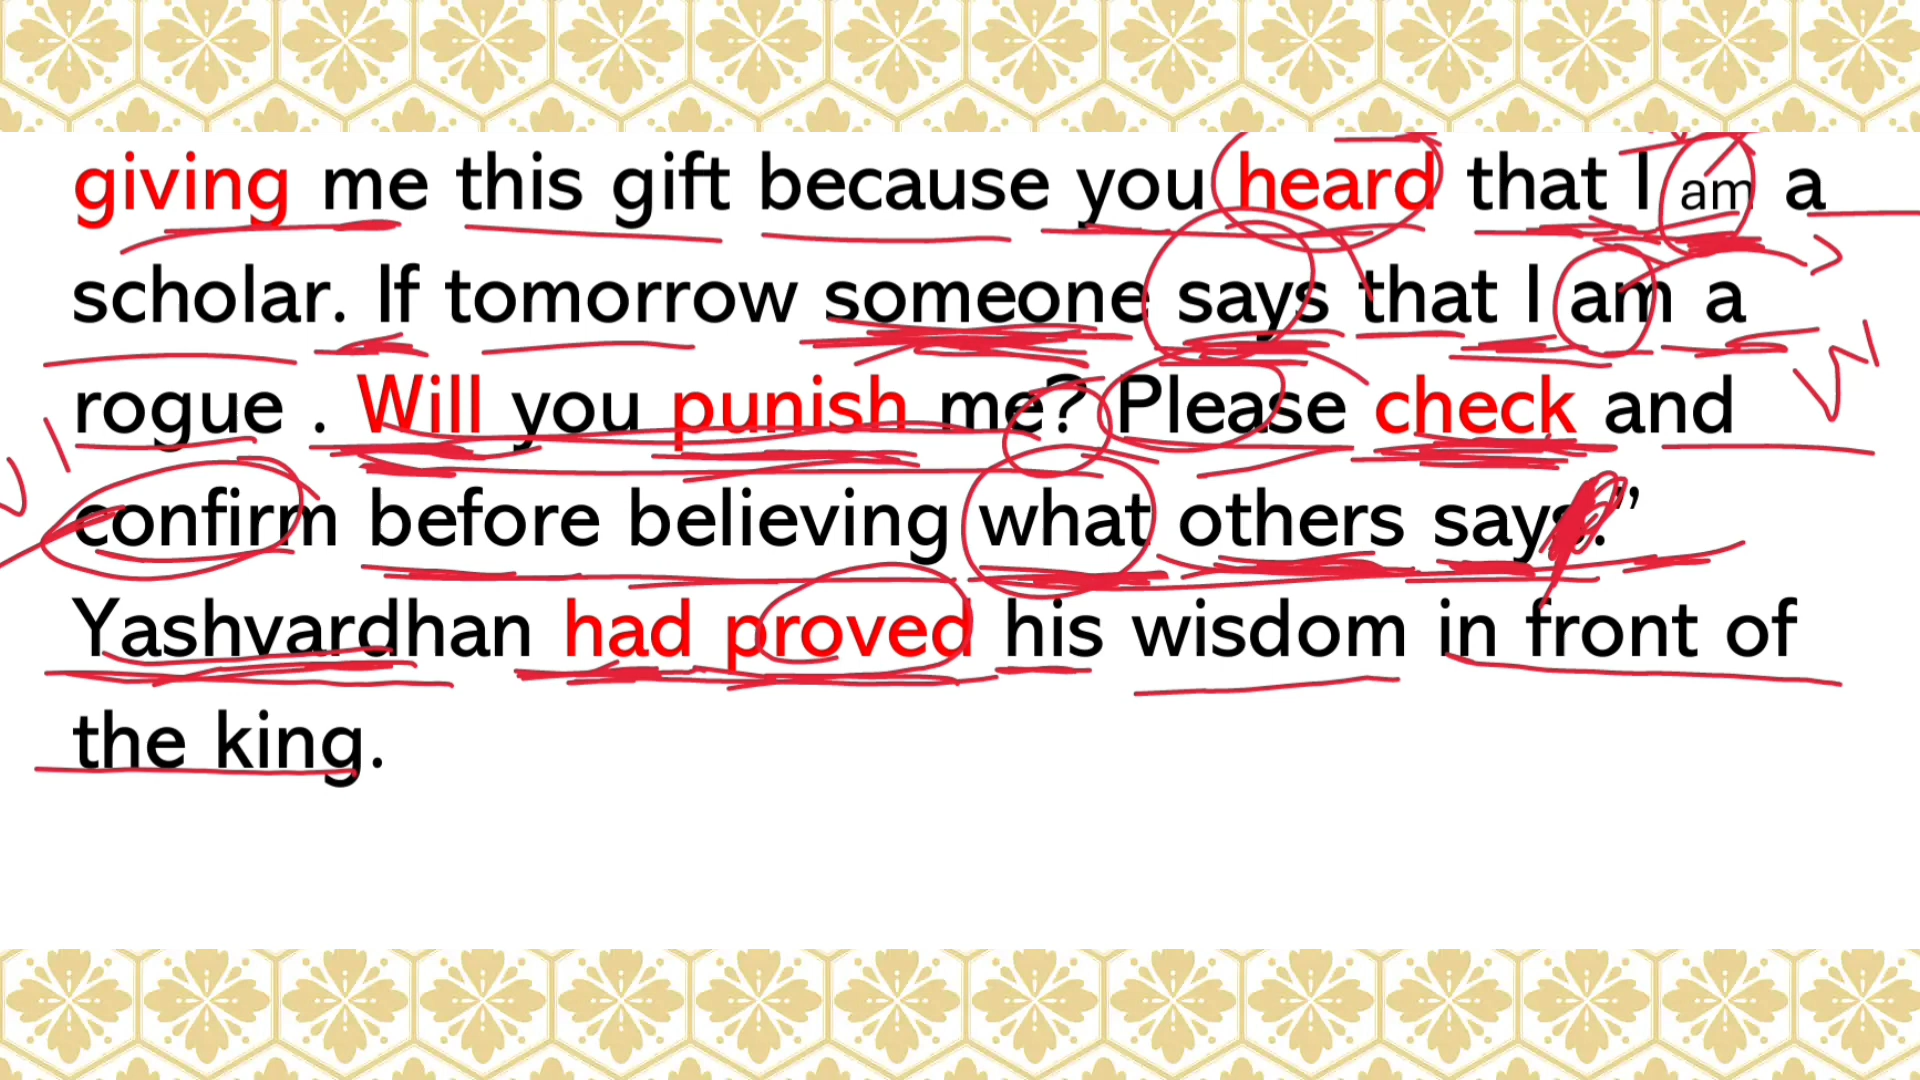 giving me this gift because you heard that I am a
scholar. If tomorrow someone says that I am a
rogue . Will you punish me? Please check and
confirm before believing what others says.”
Yashvardhan had proved his wisdom in front of
the king.